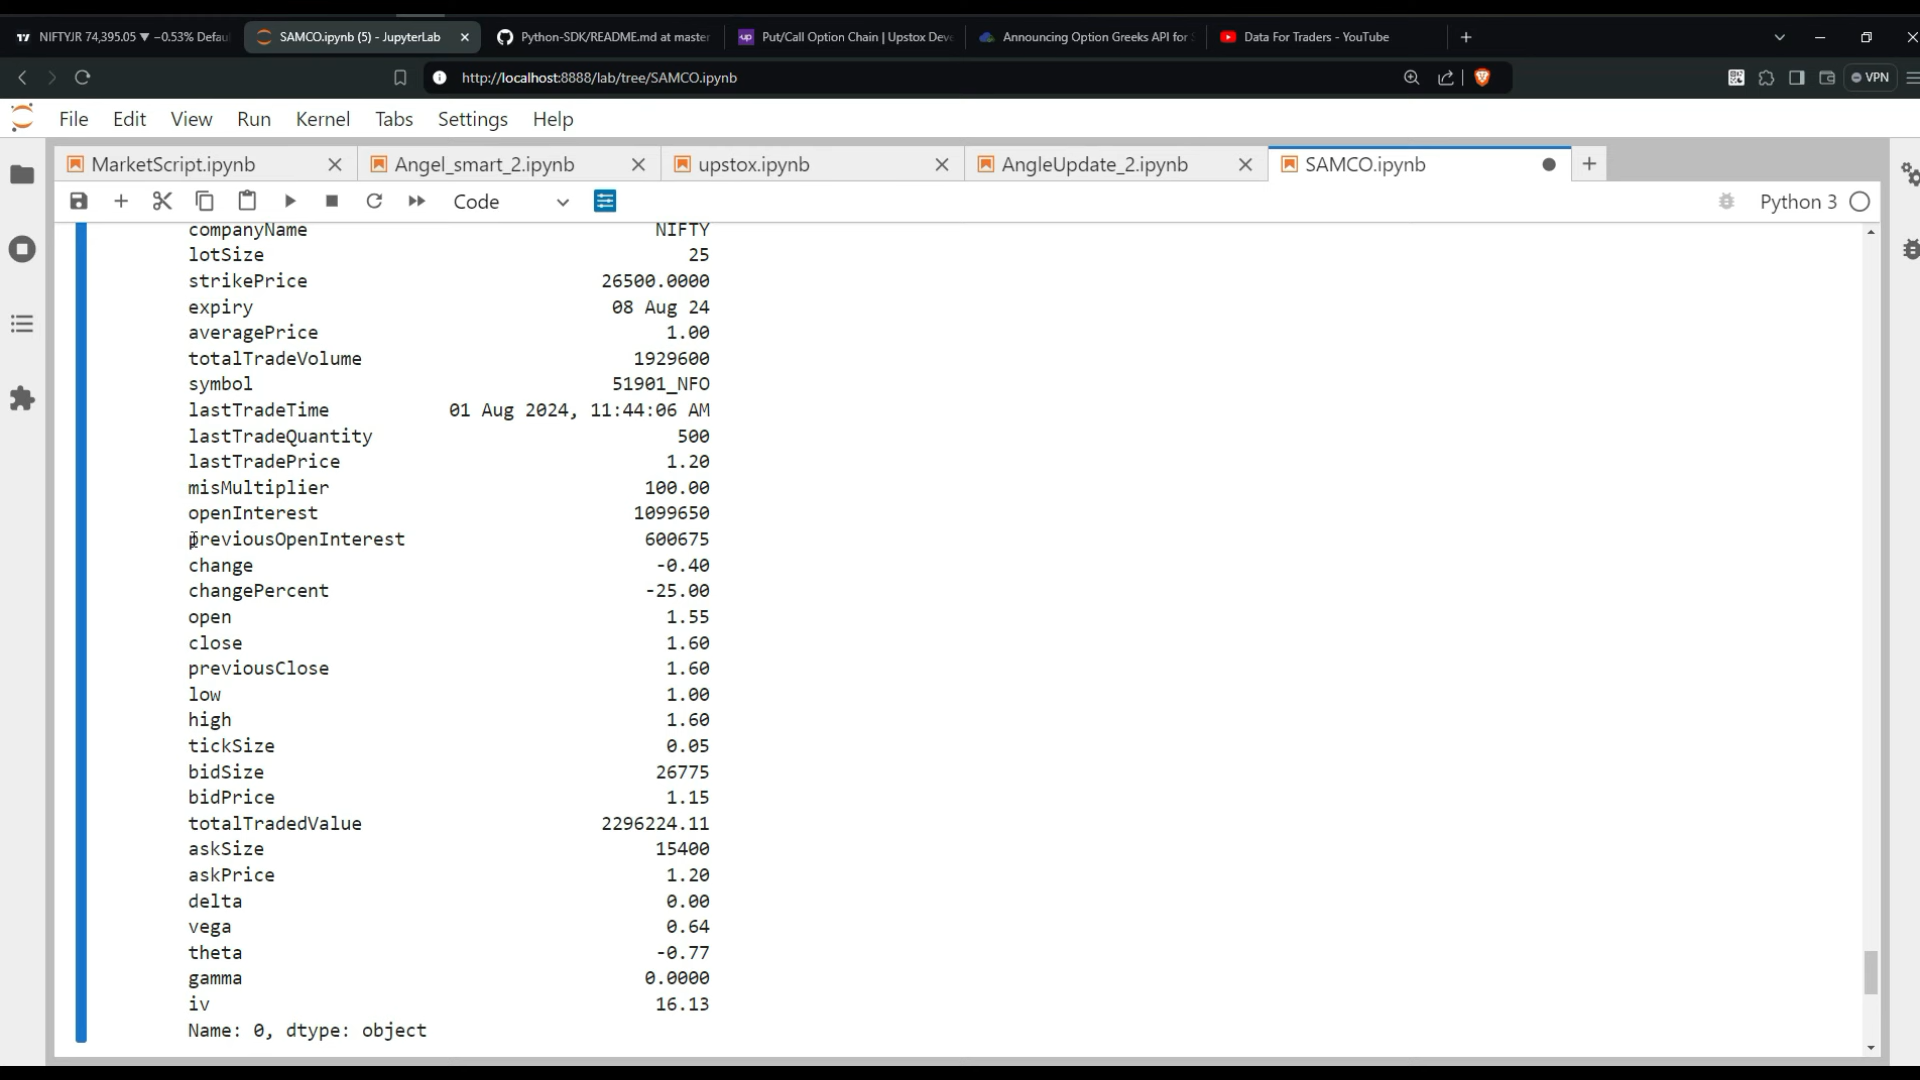 NIFTYJR 74,395.05 ▼ −0.53% Defau
SAMCO.ipynb (5) - JupyterLab
Python-SDK/README.md at master
Put/Call Option Chain | Upstox Deve
Announcing Option Greeks API for S
Data For Traders - YouTube
http://localhost:8888/lab/tree/SAMCO.ipynb
VPN
File Edit View Run Kernel Tabs Settings Help
MarketScript.ipynb
Angel_smart_2.ipynb
upstox.ipynb
AngleUpdate_2.ipynb
SAMCO.ipynb
Code
Python 3
companyName NIFTY
lotSize 25
strikePrice 26500.0000
expiry 08 Aug 24
averagePrice 1.00
totalTradeVolume 1929600
symbol 51901_NFO
lastTradeTime 01 Aug 2024, 11:44:06 AM
lastTradeQuantity 500
lastTradePrice 1.20
misMultiplier 100.00
openInterest 1099650
previousOpenInterest 600675
change -0.40
changePercent -25.00
open 1.55
close 1.60
previousClose 1.60
low 1.00
high 1.60
tickSize 0.05
bidSize 26775
bidPrice 1.15
totalTradedValue 2296224.11
askSize 15400
askPrice 1.20
delta 0.00
vega 0.64
theta -0.77
gamma 0.0000
iv 16.13
Name: 0, dtype: object